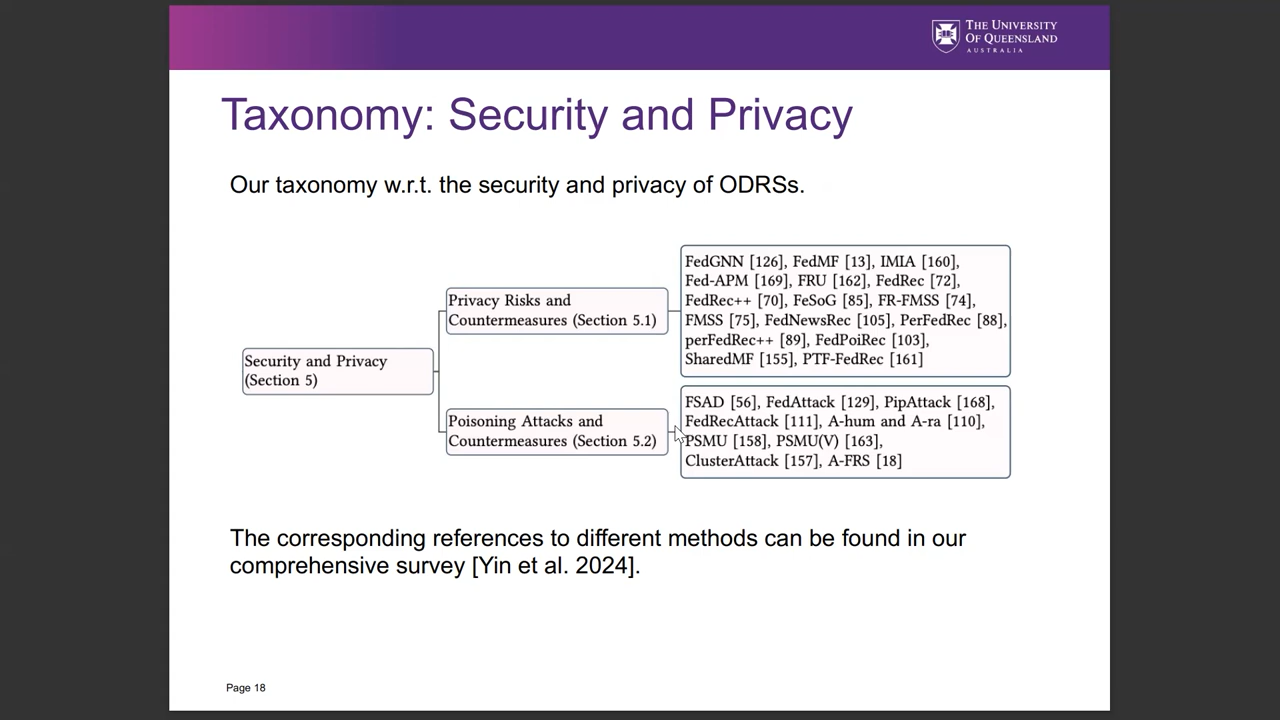 THE UNIVERSITY
OF QUEENSLAND
AUSTRALIA
Taxonomy: Security and Privacy
Our taxonomy w.r.t. the security and privacy of ODRSs.
Security and Privacy
(Section 5)
Privacy Risks and
Countermeasures (Section 5.1)
FedGNN [126], FedMF [13], IMIA [160],
Fed-APM [169], FRU [162], FedRec [72],
FedRec++ [70], FeSoG [85], FR-FMSS [74],
FMSS [75], FedNewsRec [105], PerFedRec [88],
perFedRec++ [89], FedPoiRec [103],
SharedMF [155], PTF-FedRec [161]
Poisoning Attacks and
Countermeasures (Section 5.2)
FSAD [56], FedAttack [129], PipAttack [168],
FedRecAttack [111], A-hum and A-ra [110],
PSMU [158], PSMU(V) [163],
ClusterAttack [157], A-FRS [18]
The corresponding references to different methods can be found in our
comprehensive survey [Yin et al. 2024].
Page 18